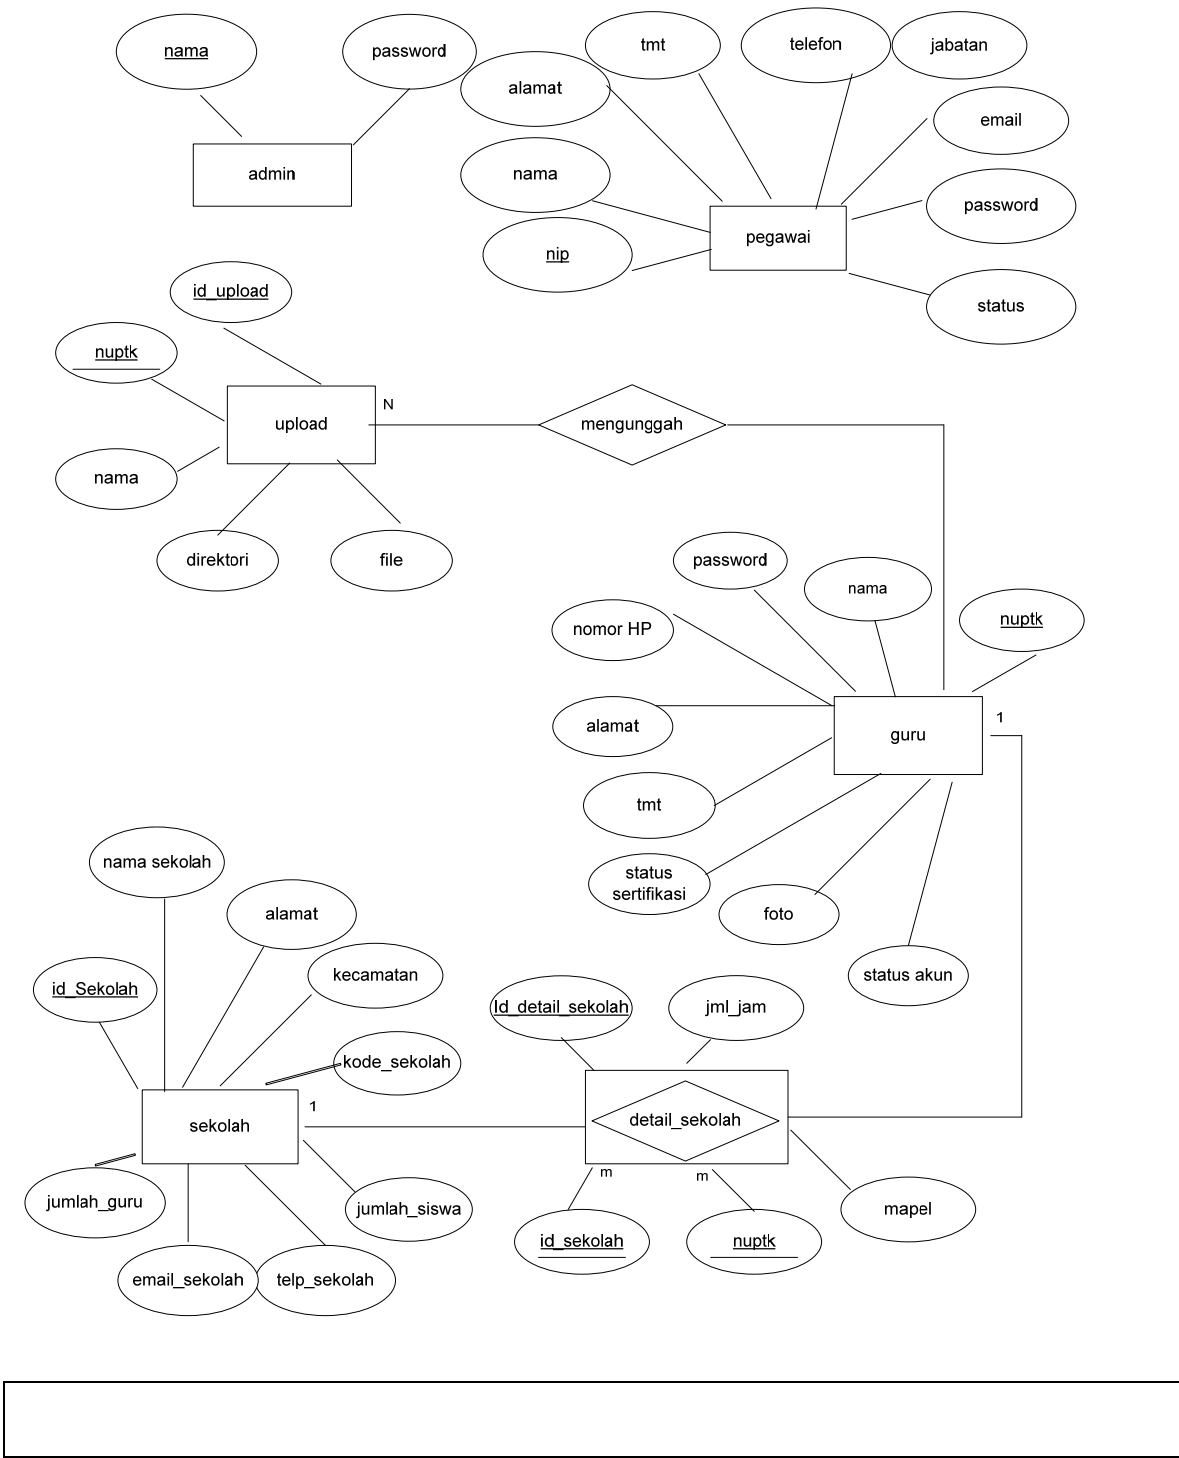 nama
password
admin
tmt
telefon
jabatan
alamat
email
nama
password
nip
pegawai
status
id_upload
nuptk
upload
N
mengunggah
nama
direktori
file
password
nama
nuptk
nomor HP
alamat
guru
1
tmt
status
sertifikasi
foto
status akun
nama sekolah
alamat
kecamatan
id_Sekolah
kode_sekolah
sekolah
1
jumlah_guru
jumlah_siswa
email_sekolah
telp_sekolah
Id_detail_sekolah
jml_jam
detail_sekolah
m
m
id_sekolah
nuptk
mapel